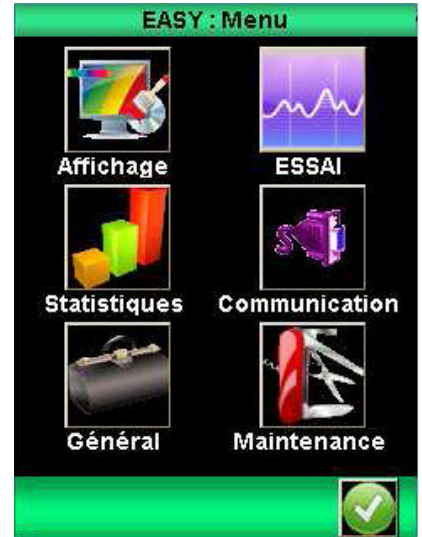 EASY : Menu
Affichage
ESSAI
Statistiques
Communication
Général
Maintenance